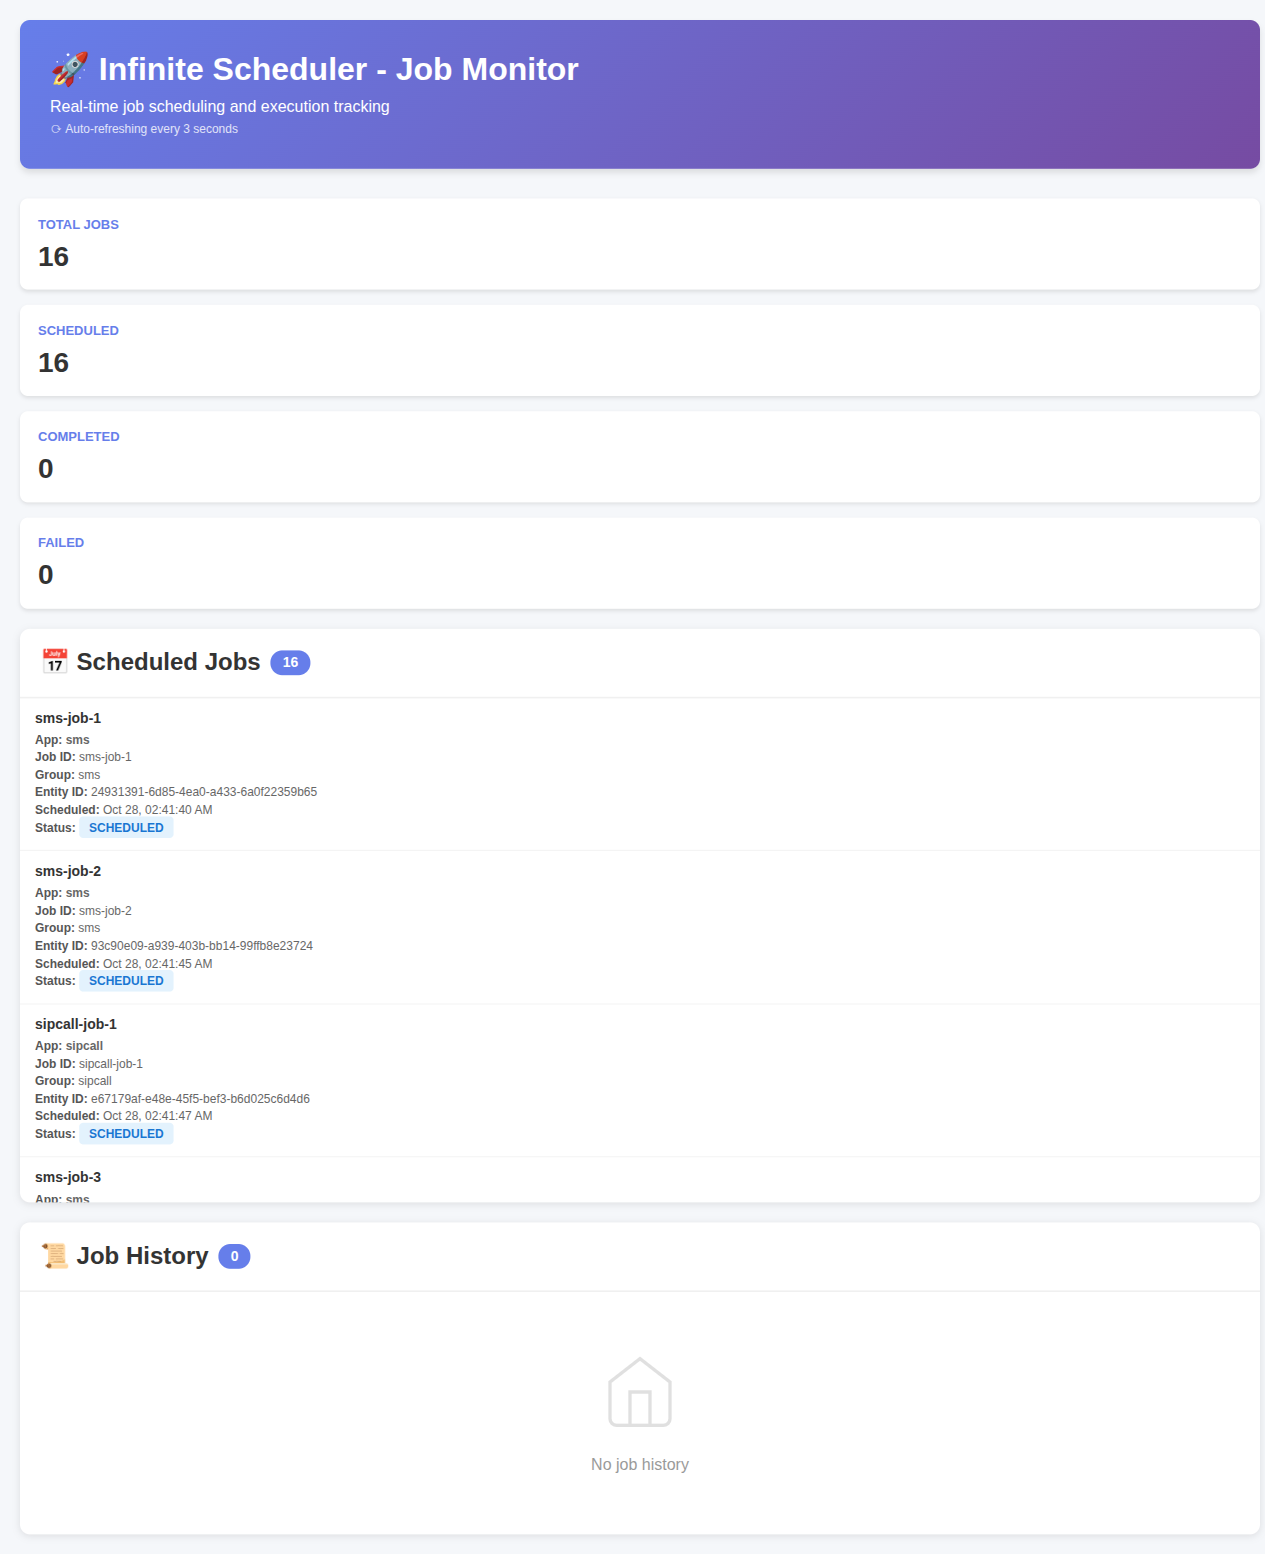 🚀 Infinite Scheduler - Job Monitor
Real-time job scheduling and execution tracking
⟳ Auto-refreshing every 3 seconds
TOTAL JOBS
16
SCHEDULED
16
COMPLETED
0
FAILED
0
📅 Scheduled Jobs 16
sms-job-1
App: sms
Job ID: sms-job-1
Group: sms
Entity ID: 24931391-6d85-4ea0-a433-6a0f22359b65
Scheduled: Oct 28, 02:41:40 AM
Status: SCHEDULED
sms-job-2
App: sms
Job ID: sms-job-2
Group: sms
Entity ID: 93c90e09-a939-403b-bb14-99ffb8e23724
Scheduled: Oct 28, 02:41:45 AM
Status: SCHEDULED
sipcall-job-1
App: sipcall
Job ID: sipcall-job-1
Group: sipcall
Entity ID: e67179af-e48e-45f5-bef3-b6d025c6d4d6
Scheduled: Oct 28, 02:41:47 AM
Status: SCHEDULED
sms-job-3
App: sms
📜 Job History 0
No job history